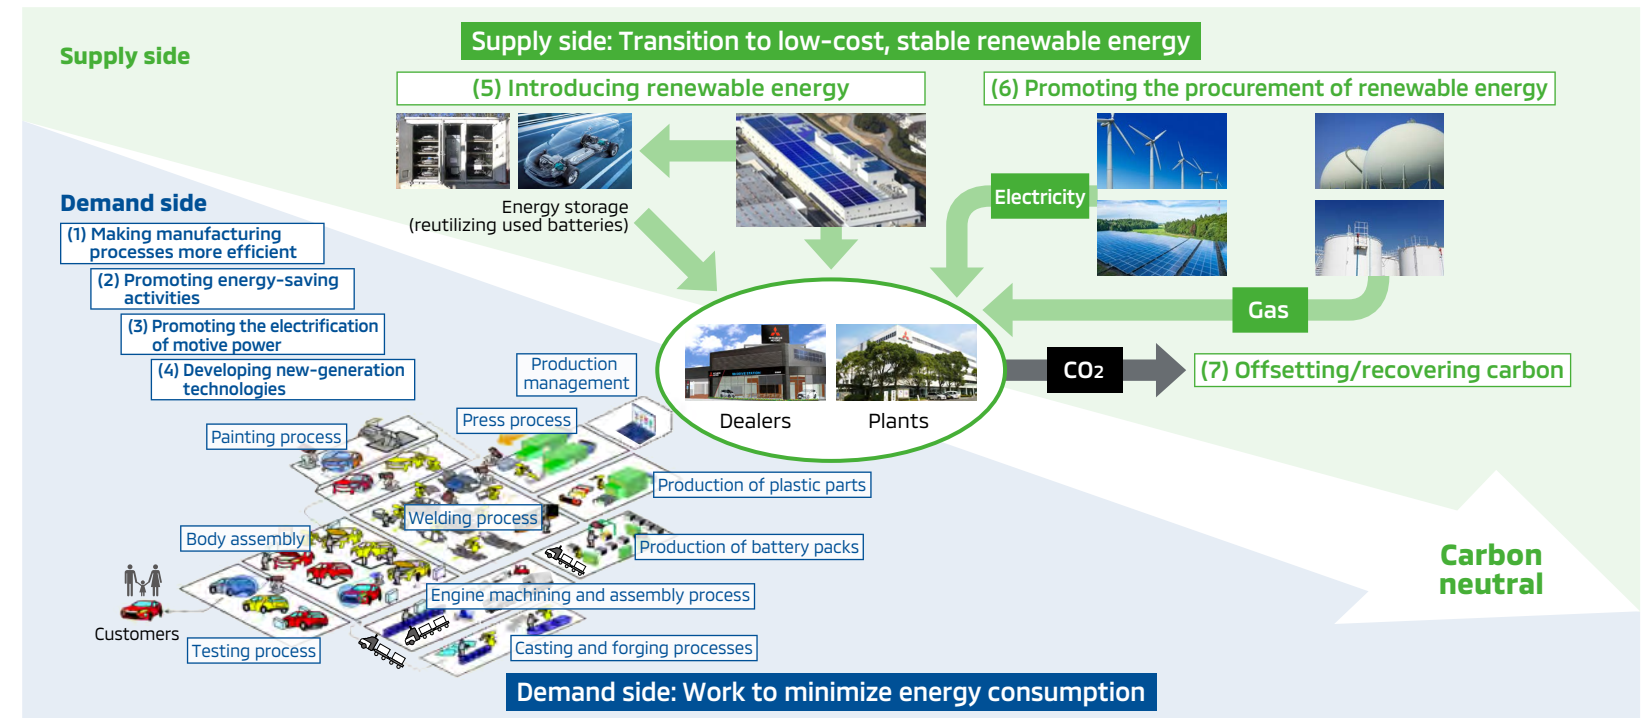 Supply side
Supply side: Transition to low-cost, stable renewable energy
(5) Introducing renewable energy
(6) Promoting the procurement of renewable energy
Energy storage
(reutilizing used batteries)
Electricity
Gas
Demand side
(1) Making manufacturing
processes more efficient
(2) Promoting energy-saving
activities
(3) Promoting the electrification
of motive power
(4) Developing new-generation
technologies
Dealers
Plants
CO2
(7) Offsetting/recovering carbon
Production
management
Press process
Painting process
Production of plastic parts
Welding process
Body assembly
Production of battery packs
Engine machining and assembly process
Customers
Testing process
Casting and forging processes
Carbon
neutral
Demand side: Work to minimize energy consumption